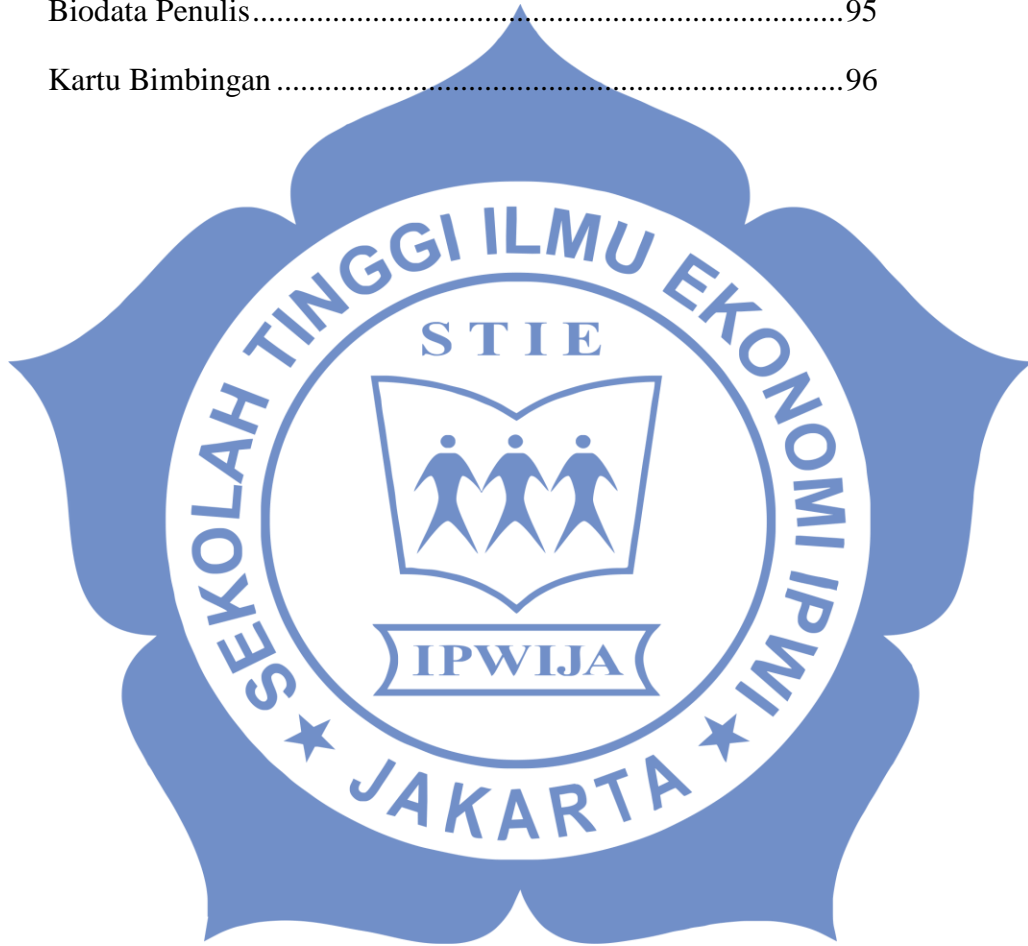 Biodata Penulis..........................................................................95
Kartu Bimbingan .......................................................................96
SEKOLAH TINGGI ILMU EKONOMI IPWI
STIE
IPWIJA
★ JAKARTA ★